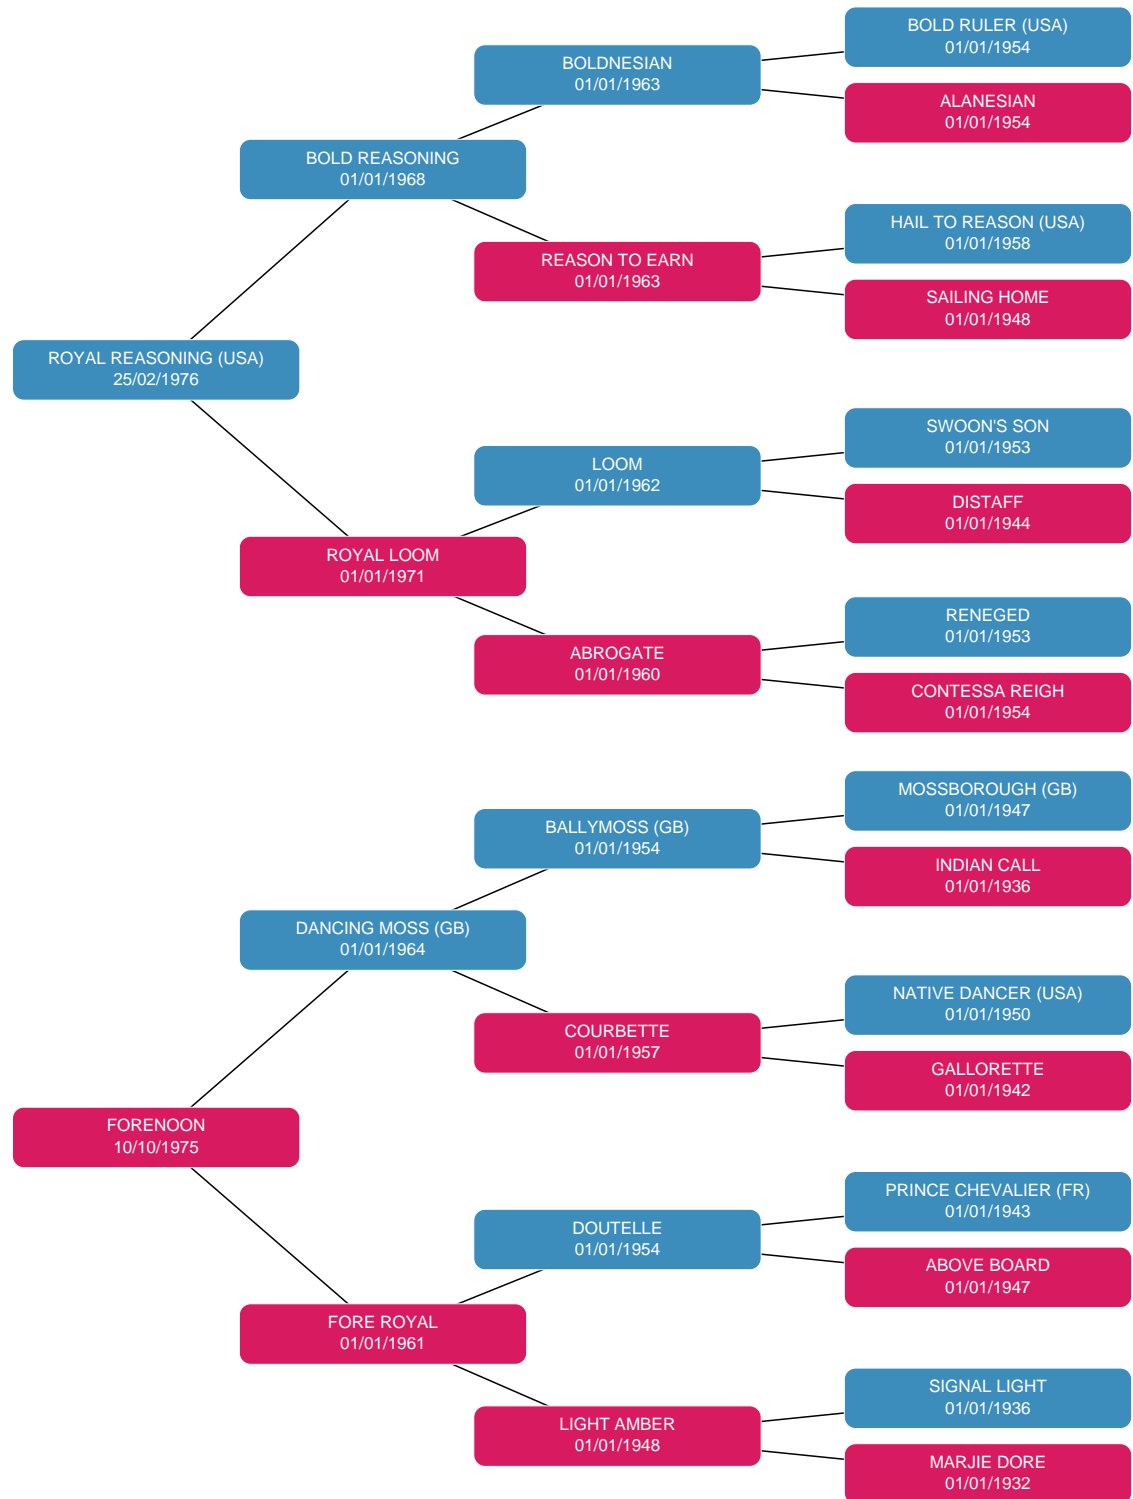 BOLD RULER (USA)
01/01/1954
BOLDNESIAN
01/01/1963
ALANESIAN
01/01/1954
BOLD REASONING
01/01/1968
HAIL TO REASON (USA)
01/01/1958
REASON TO EARN
01/01/1963
SAILING HOME
01/01/1948
ROYAL REASONING (USA)
25/02/1976
SWOON'S SON
01/01/1953
LOOM
01/01/1962
DISTAFF
01/01/1944
ROYAL LOOM
01/01/1971
RENEGED
01/01/1953
ABROGATE
01/01/1960
CONTESSA REIGH
01/01/1954
MOSSBOROUGH (GB)
01/01/1947
BALLYMOSS (GB)
01/01/1954
INDIAN CALL
01/01/1936
DANCING MOSS (GB)
01/01/1964
NATIVE DANCER (USA)
01/01/1950
COURBETTE
01/01/1957
GALLORETTE
01/01/1942
FORENOON
10/10/1975
PRINCE CHEVALIER (FR)
01/01/1943
DOUTELLE
01/01/1954
ABOVE BOARD
01/01/1947
FORE ROYAL
01/01/1961
SIGNAL LIGHT
01/01/1936
LIGHT AMBER
01/01/1948
MARJIE DORE
01/01/1932